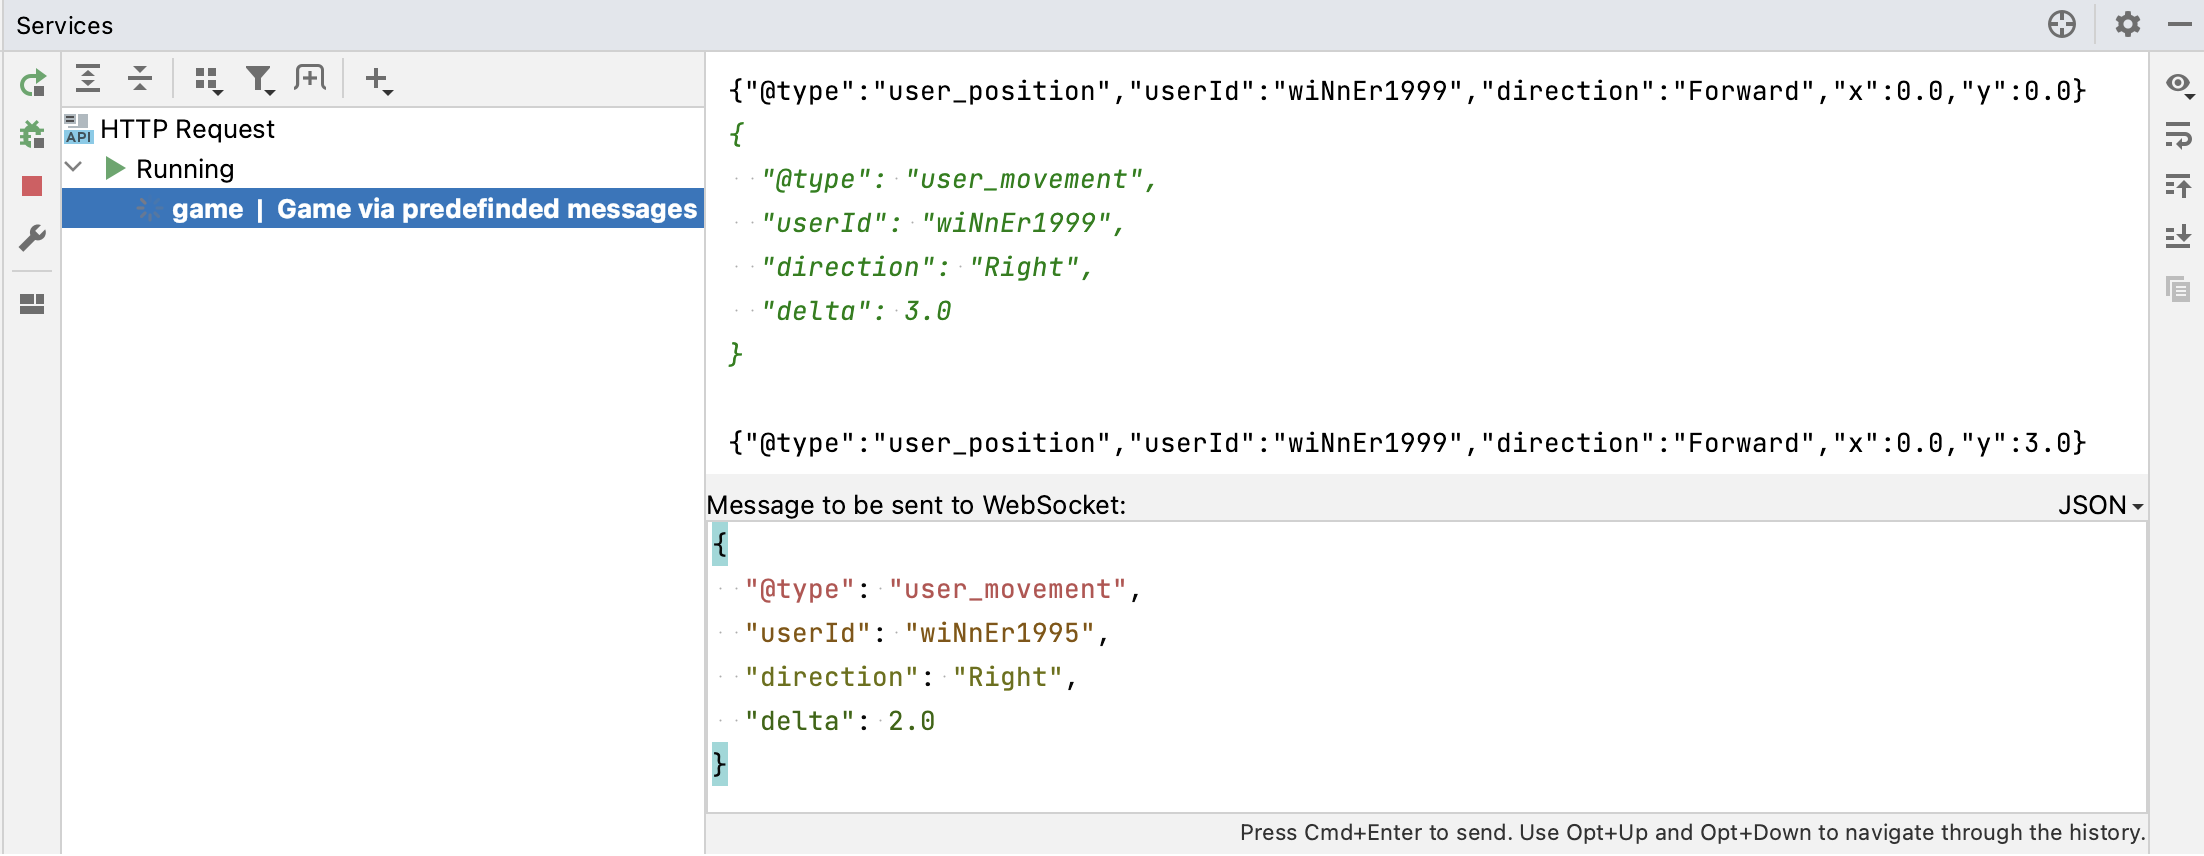 Services
API HTTP Request
Running
game | Game via predefinded messages
{"@type":"user_position","userId":"wiNnEr1999","direction":"Forward","x":0.0,"y":0.0}
{
"@type": "user_movement",
"userId": "wiNnEr1999",
"direction": "Right",
"delta": 3.0
}
{"@type":"user_position","userId":"wiNnEr1999","direction":"Forward","x":0.0,"y":3.0}
Message to be sent to WebSocket: JSON
{
"@type": "user_movement",
"userId": "wiNnEr1995",
"direction": "Right",
"delta": 2.0
}
Press Cmd+Enter to send. Use Opt+Up and Opt+Down to navigate through the history.